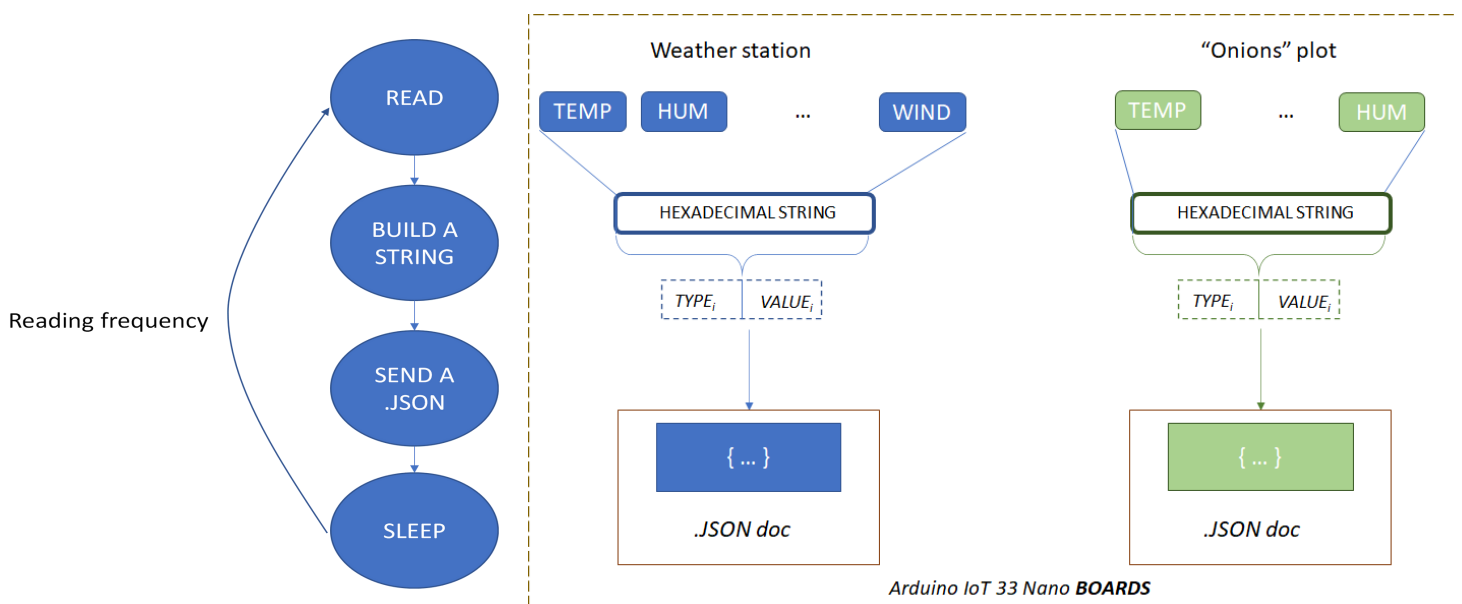 READ
BUILD A
STRING
SEND A
.JSON
SLEEP
Reading frequency
Weather station
TEMP HUM ... WIND
HEXADECIMAL STRING
TYPEi VALUEi
{ ... }
.JSON doc
“Onions” plot
TEMP ... HUM
HEXADECIMAL STRING
TYPEi VALUEi
{ ... }
.JSON doc
Arduino IoT 33 Nano BOARDS